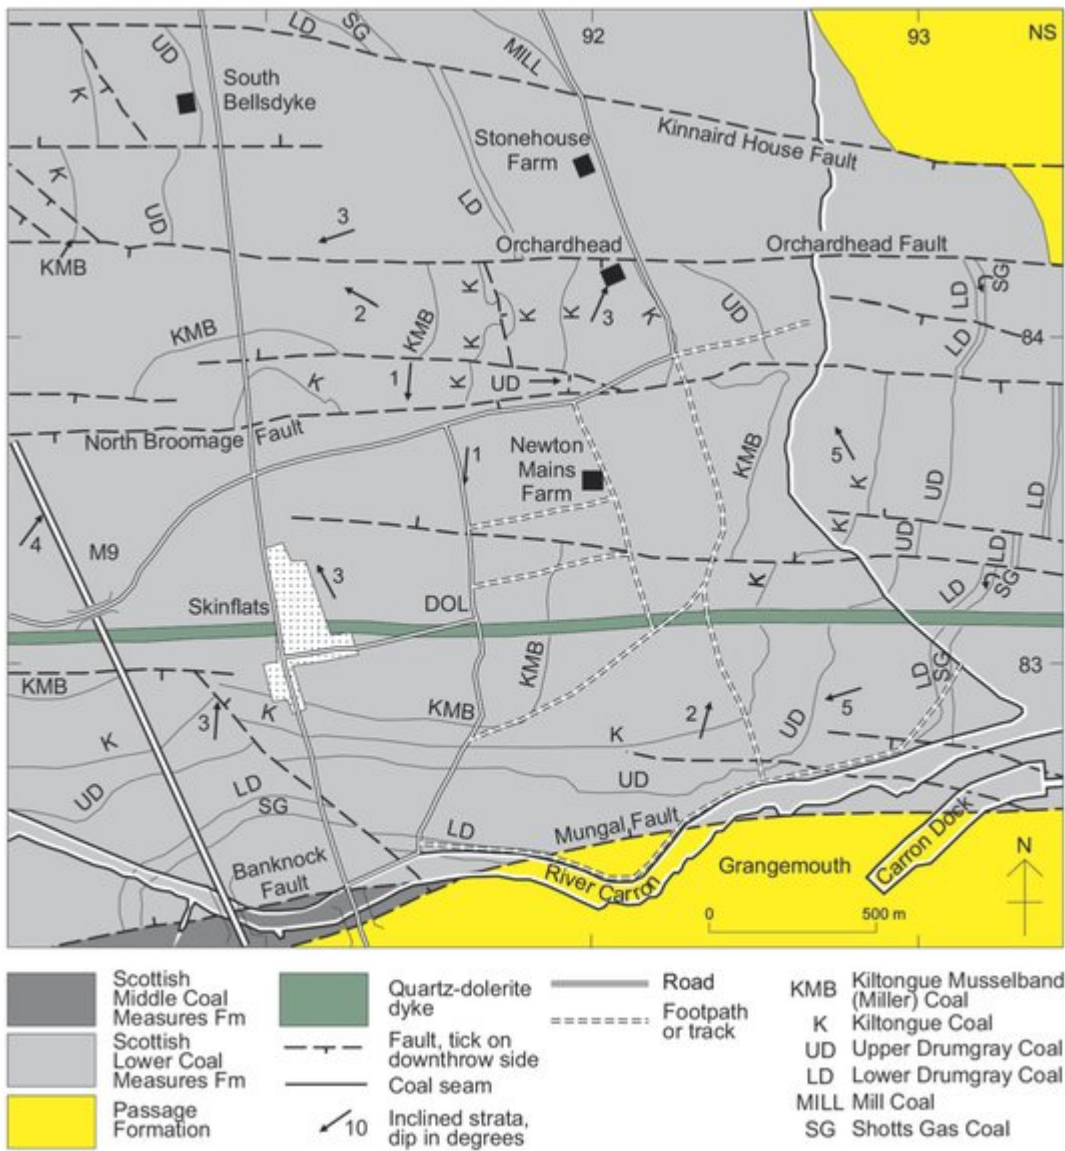 92
93
NS
LD
SG
UD
MILL
K
South
Bellsdyke
Stonehouse
Farm
Kinnaird House Fault
K
UD
LD
3
Orchardhead
Orchardhead Fault
KMB
2
K
K
K
K
3
K
UD
LD
SG
KMB
KMB
K
LD
84
1
K
UD
K
North Broomage Fault
1
Newton
Mains
Farm
KMB
5
K
UD
LD
4
M9
K
UD
LD
SG
3
Skinflats
DOL
K
LD
83
KMB
KMB
LD
SG
3
K
KMB
2
5
UD
K
K
UD
LD
UD
SG
LD
Mungal Fault
Carron Dock
Banknock
Fault
River Carron
Grangemouth
N
0
500 m
Scottish
Middle Coal
Measures Fm
Scottish
Lower Coal
Measures Fm
Passage
Formation
Quartz-dolerite
dyke
Fault, tick on
downthrow side
Coal seam
10
Inclined strata,
dip in degrees
Road
Footpath
or track
KMB Kiltongue Musselband
(Miller) Coal
K Kiltongue Coal
UD Upper Drumgray Coal
LD Lower Drumgray Coal
MILL Mill Coal
SG Shotts Gas Coal